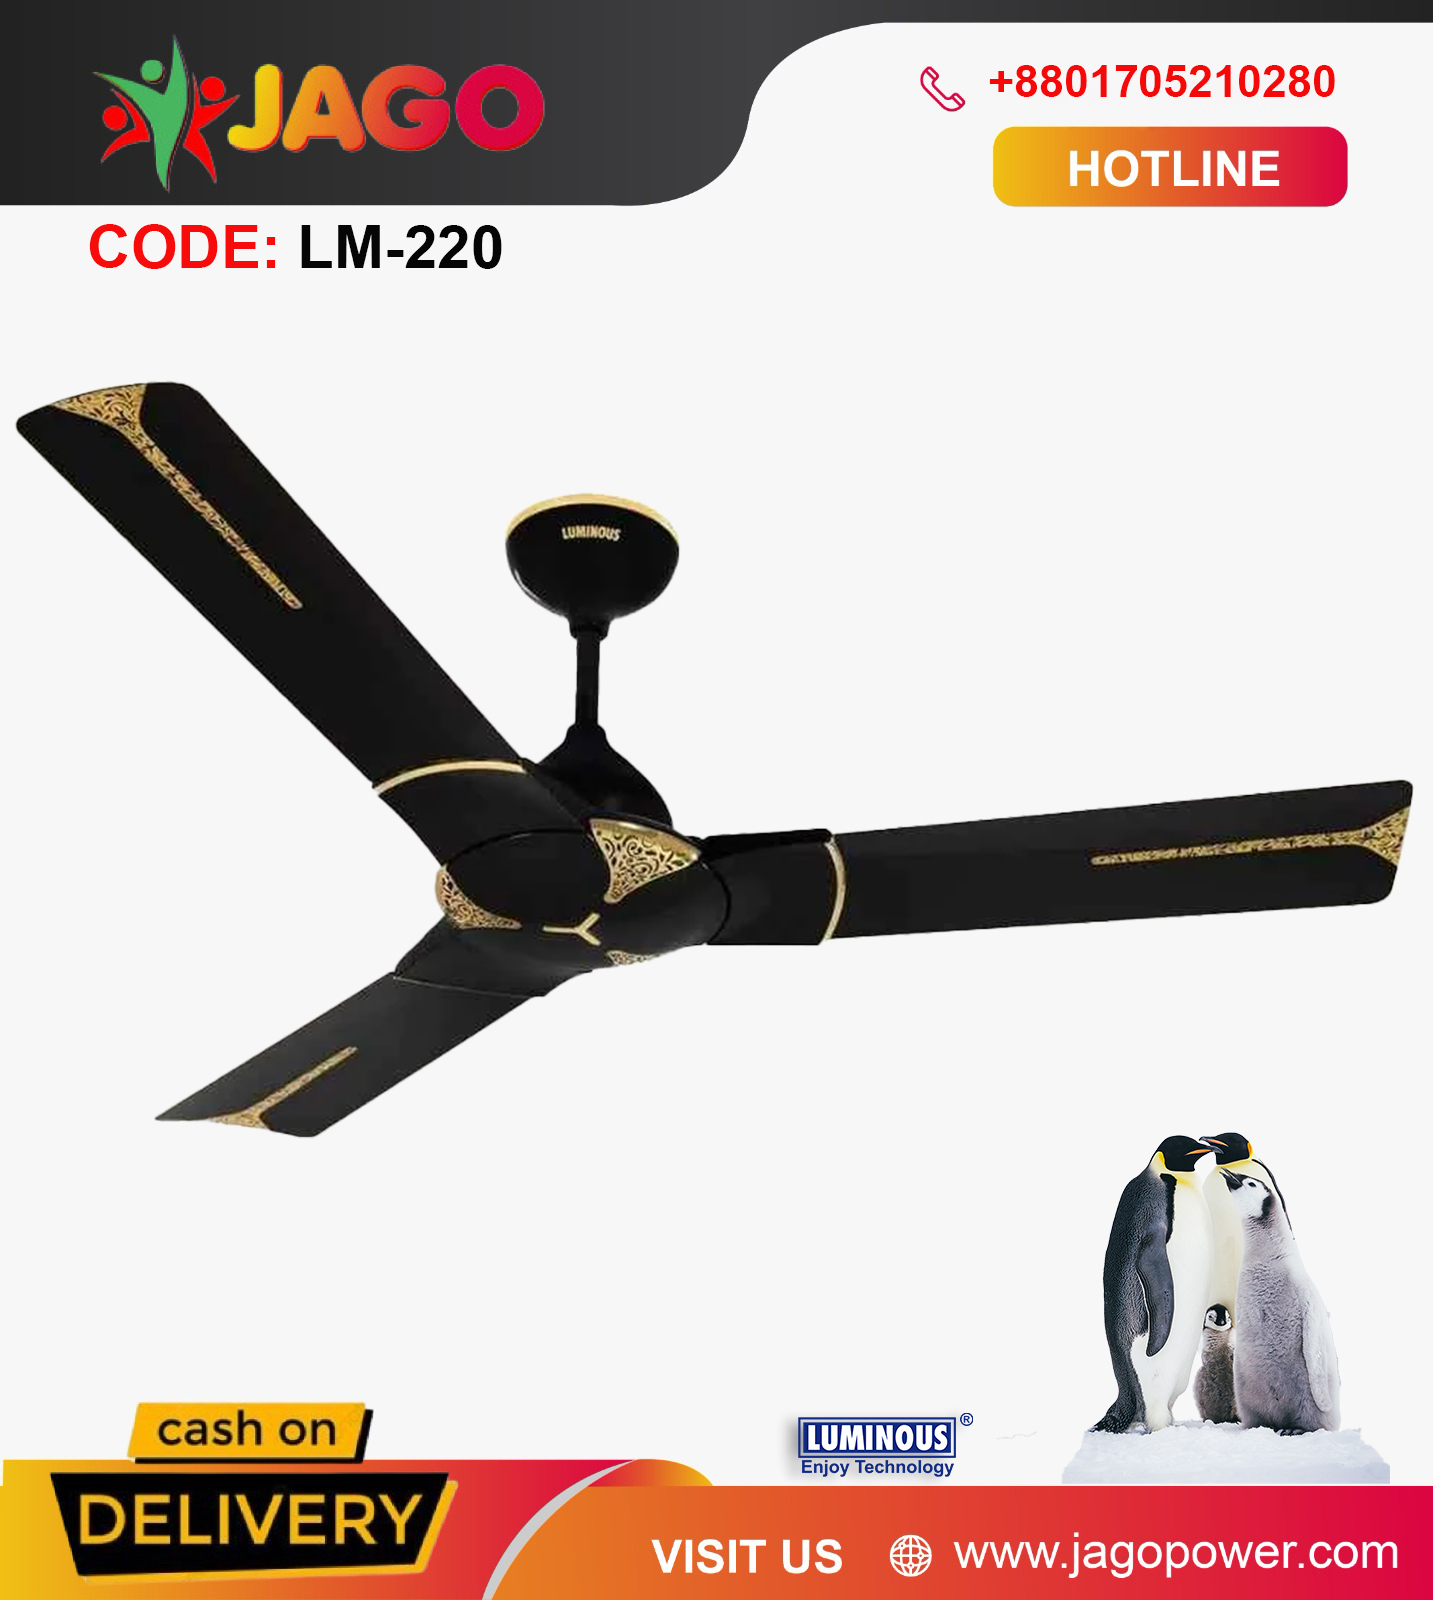 JAGO
+8801705210280
HOTLINE
CODE: LM-220
LUMINOUS
cash on
DELIVERY
LUMINOUS®
Enjoy Technology
VISIT US www.jagopower.com